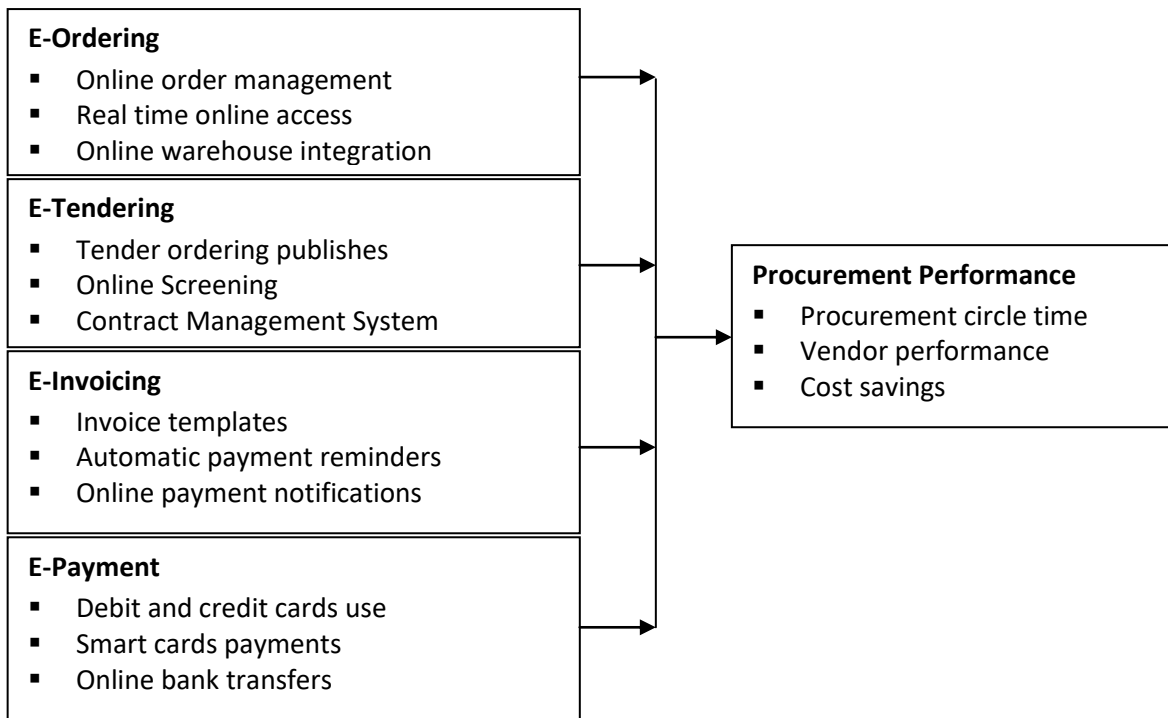 E-Ordering
▪ Online order management
▪ Real time online access
▪ Online warehouse integration
E-Tendering
▪ Tender ordering publishes
▪ Online Screening
▪ Contract Management System
E-Invoicing
▪ Invoice templates
▪ Automatic payment reminders
▪ Online payment notifications
E-Payment
▪ Debit and credit cards use
▪ Smart cards payments
▪ Online bank transfers
Procurement Performance
▪ Procurement circle time
▪ Vendor performance
▪ Cost savings